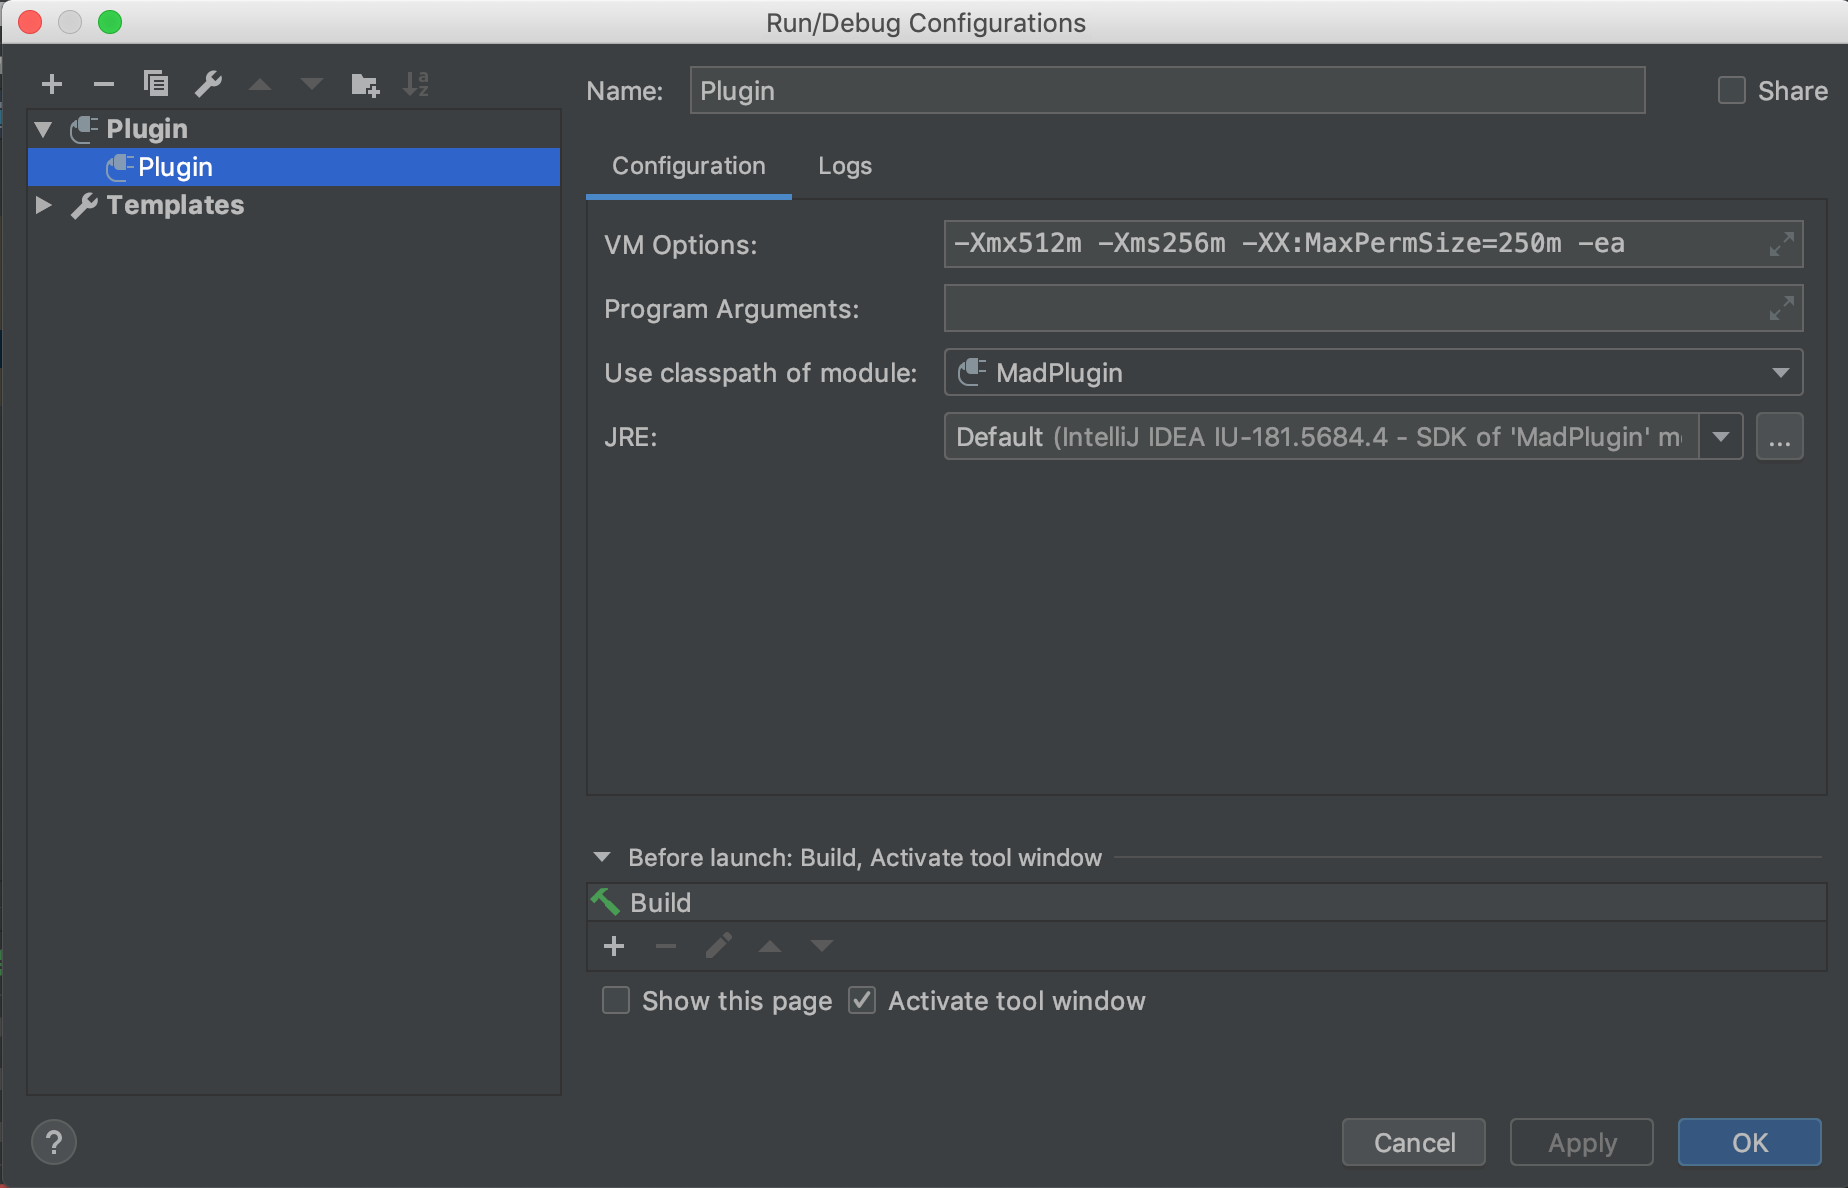 Run/Debug Configurations
Name: Plugin Share
Plugin
Plugin
Templates
Configuration Logs
VM Options: -Xmx512m -Xms256m -XX:MaxPermSize=250m -ea
Program Arguments:
Use classpath of module: MadPlugin
JRE: Default (IntelliJ IDEA IU-181.5684.4 - SDK of 'MadPlugin' m ...
Before launch: Build, Activate tool window
Build
Show this page Activate tool window
? Cancel Apply OK